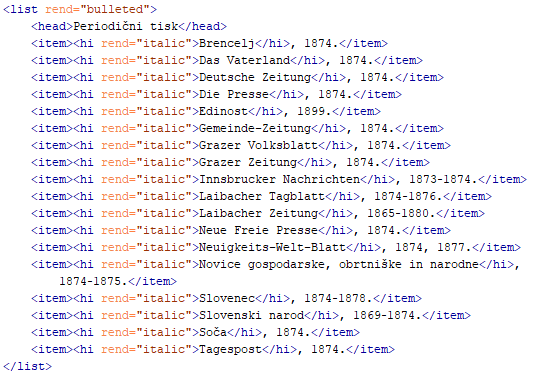 <list rend="bulleted">
<head>Periodični tisk</head>
<item><hi rend="italic">Brencelj</hi>, 1874.</item>
<item><hi rend="italic">Das Vaterland</hi>, 1874.</item>
<item><hi rend="italic">Deutsche Zeitung</hi>, 1874.</item>
<item><hi rend="italic">Die Presse</hi>, 1874.</item>
<item><hi rend="italic">Edinost</hi>, 1899.</item>
<item><hi rend="italic">Gemeinde-Zeitung</hi>, 1874.</item>
<item><hi rend="italic">Grazer Volksblatt</hi>, 1874.</item>
<item><hi rend="italic">Grazer Zeitung</hi>, 1874.</item>
<item><hi rend="italic">Innsbrucker Nachrichten</hi>, 1873-1874.</item>
<item><hi rend="italic">Laibacher Tagblatt</hi>, 1874-1876.</item>
<item><hi rend="italic">Laibacher Zeitung</hi>, 1865-1880.</item>
<item><hi rend="italic">Neue Freie Presse</hi>, 1874.</item>
<item><hi rend="italic">Neuigkeits-Welt-Blatt</hi>, 1874, 1877.</item>
<item><hi rend="italic">Novice gospodarske, obrtniške in narodne</hi>,
1874-1875.</item>
<item><hi rend="italic">Slovenec</hi>, 1874-1878.</item>
<item><hi rend="italic">Slovenski narod</hi>, 1869-1874.</item>
<item><hi rend="italic">Soča</hi>, 1874.</item>
<item><hi rend="italic">Tagespost</hi>, 1874.</item>
</list>